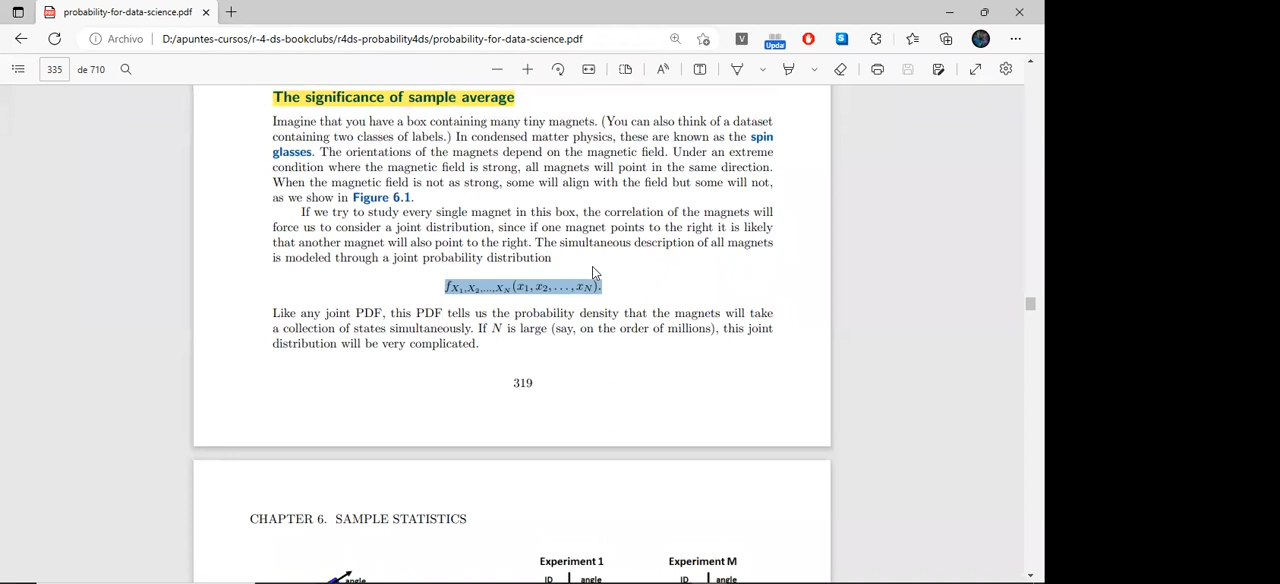 probability-for-data-science.pdf
Archivo D:/apuntes-cursos/r-4-ds-bookclubs/r4ds-probability4ds/probability-for-data-science.pdf
Upda
335 de 710
The significance of sample average
Imagine that you have a box containing many tiny magnets. (You can also think of a dataset
containing two classes of labels.) In condensed matter physics, these are known as the spin
glasses. The orientations of the magnets depend on the magnetic field. Under an extreme
condition where the magnetic field is strong, all magnets will point in the same direction.
When the magnetic field is not as strong, some will align with the field but some will not,
as we show in Figure 6.1.
If we try to study every single magnet in this box, the correlation of the magnets will
force us to consider a joint distribution, since if one magnet points to the right it is likely
that another magnet will also point to the right. The simultaneous description of all magnets
is modeled through a joint probability distribution
f_{X_1,X_2,...,X_N}(x_1, x_2, . . . , x_N).
Like any joint PDF, this PDF tells us the probability density that the magnets will take
a collection of states simultaneously. If N is large (say, on the order of millions), this joint
distribution will be very complicated.
319
CHAPTER 6. SAMPLE STATISTICS
Experiment 1 Experiment M
angle ID angle ID angle